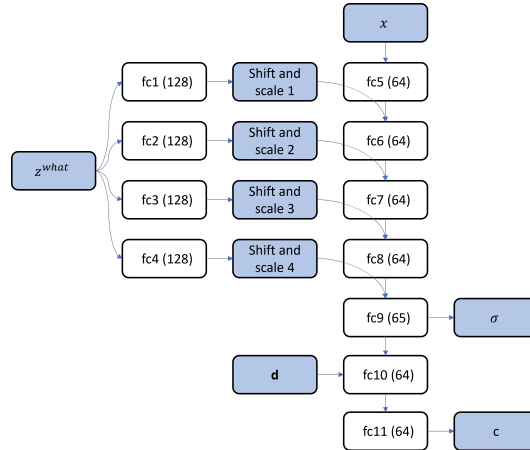 x
fc1 (128)
Shift and
scale 1
fc5 (64)
fc2 (128)
Shift and
scale 2
fc6 (64)
z^what
fc3 (128)
Shift and
scale 3
fc7 (64)
fc4 (128)
Shift and
scale 4
fc8 (64)
fc9 (65)
σ
d
fc10 (64)
fc11 (64)
c